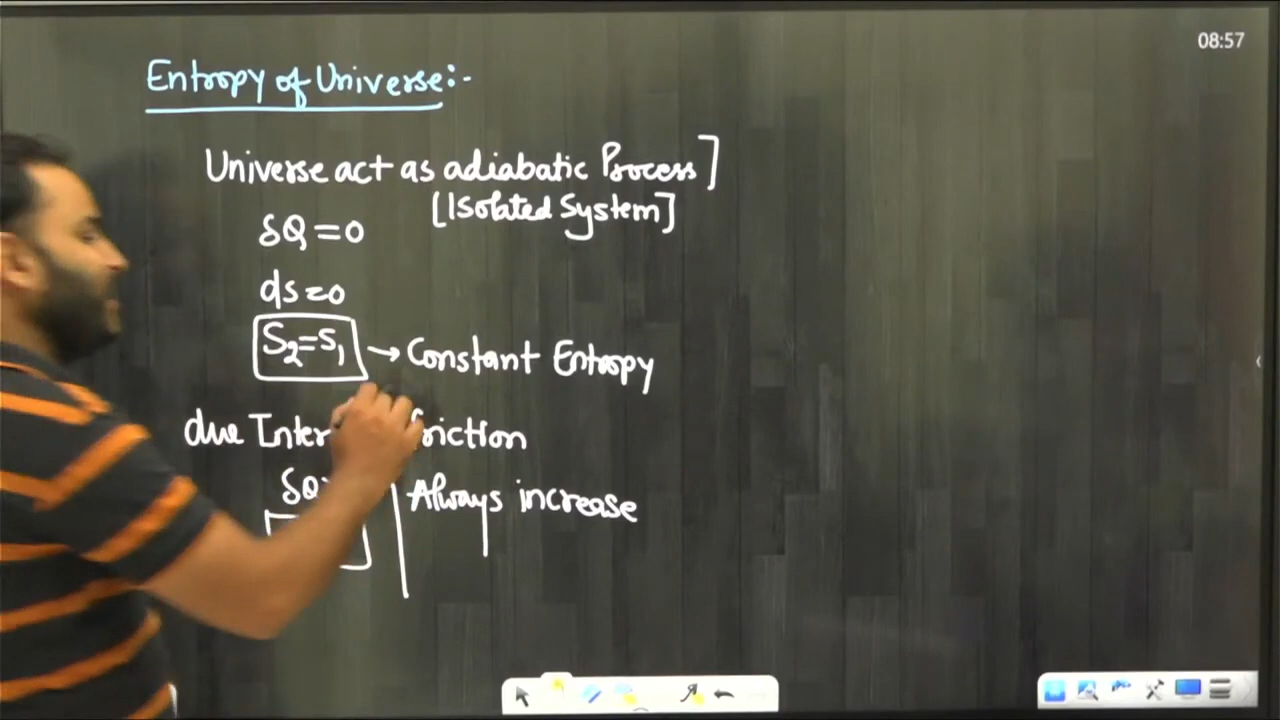 08:57
Entropy of Universe:-
Universe act as adiabatic Process]
[Isolated System]
δQ=0
ds=0
S₂=S₁ → Constant Entropy
due friction
δQ Always increase